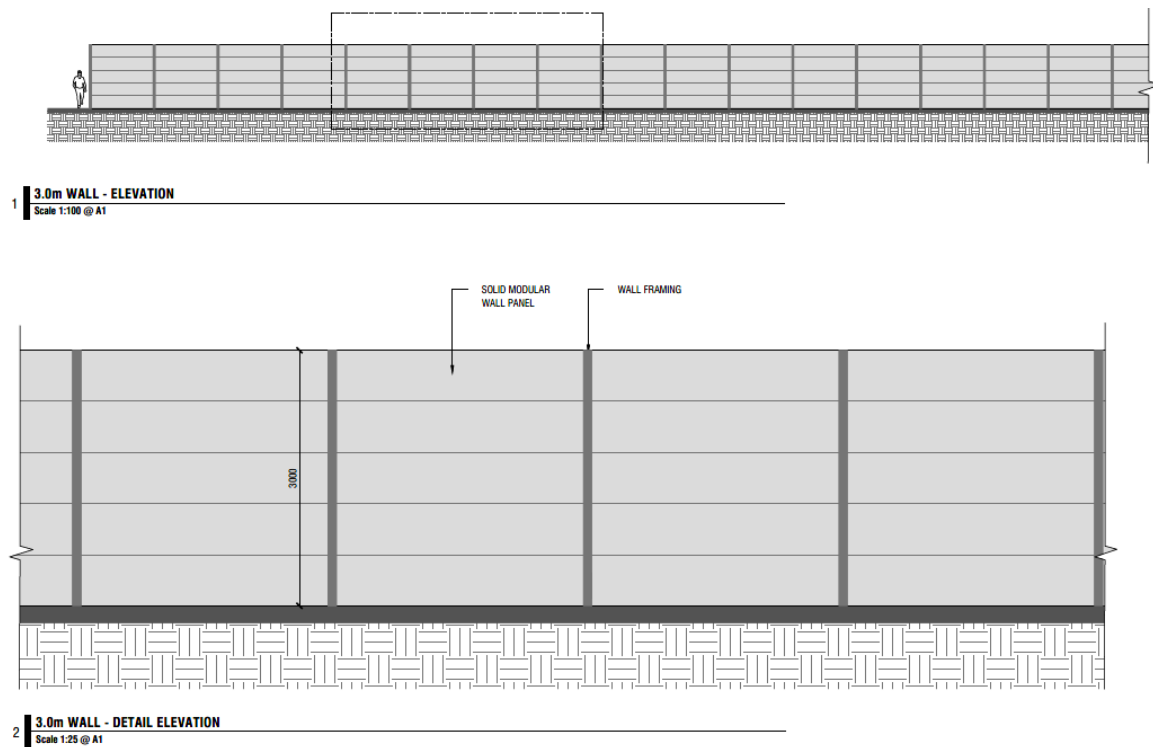 1
3.0m WALL - ELEVATION
Scale 1:100 @ A1
SOLID MODULAR
WALL PANEL
WALL FRAMING
3000
2
3.0m WALL - DETAIL ELEVATION
Scale 1:25 @ A1